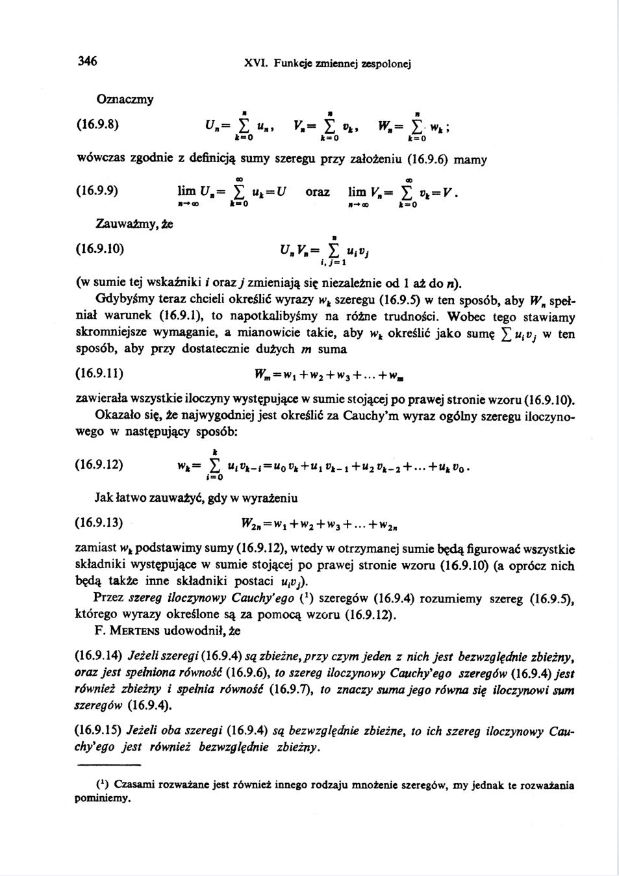 346
XVI. Funkcje zmiennej zespolonej
Oznaczmy
(16.9.8) U_n = \sum_{k=0}^{n} u_n, V_n = \sum_{k=0}^{n} v_k, W_n = \sum_{k=0}^{n} w_k;
wówczas zgodnie z definicją sumy szeregu przy założeniu (16.9.6) mamy
(16.9.9) \lim_{n→∞} U_n = \sum_{k=0}^{∞} u_k = U oraz \lim_{n→∞} V_n = \sum_{k=0}^{∞} v_k = V.
Zauważmy, że
(16.9.10) U_n V_n = \sum_{i,j=1}^{n} u_i v_j
(w sumie tej wskaźniki i oraz j zmieniają się niezależnie od 1 aż do n).
Gdybyśmy teraz chcieli określić wyrazy w_k szeregu (16.9.5) w ten sposób, aby W_n speł-
niał warunek (16.9.1), to napotkalibyśmy na różne trudności. Wobec tego stawiamy
skromniejsze wymaganie, a mianowicie takie, aby w_k określić jako sumę \sum u_i v_j w ten
sposób, aby przy dostatecznie dużych m suma
(16.9.11) W_m = w_1 + w_2 + w_3 + ... + w_m
zawierała wszystkie iloczyny występujące w sumie stojącej po prawej stronie wzoru (16.9.10).
Okazało się, że najwygodniej jest określić za Cauchy'm wyraz ogólny szeregu iloczyno-
wego w następujący sposób:
(16.9.12) w_k = \sum_{i=0}^{k} u_i v_{k-i} = u_0 v_k + u_1 v_{k-1} + u_2 v_{k-2} + ... + u_k v_0.
Jak łatwo zauważyć, gdy w wyrażeniu
(16.9.13) W_{2n} = w_1 + w_2 + w_3 + ... + w_{2n}
zamiast w_k podstawimy sumy (16.9.12), wtedy w otrzymanej sumie będą figurować wszystkie
składniki występujące w sumie stojącej po prawej stronie wzoru (16.9.10) (a oprócz nich
będą także inne składniki postaci u_i v_j).
Przez szereg iloczynowy Cauchy'ego (¹) szeregów (16.9.4) rozumiemy szereg (16.9.5),
którego wyrazy określone są za pomocą wzoru (16.9.12).
F. MERTENS udowodnił, że
(16.9.14) Jeżeli szeregi (16.9.4) są zbieżne, przy czym jeden z nich jest bezwzględnie zbieżny,
oraz jest spełniona równość (16.9.6), to szereg iloczynowy Cauchy'ego szeregów (16.9.4) jest
również zbieżny i spełnia równość (16.9.7), to znaczy suma jego równa się iloczynowi sum
szeregów (16.9.4).
(16.9.15) Jeżeli oba szeregi (16.9.4) są bezwzględnie zbieżne, to ich szereg iloczynowy Cau-
chy'ego jest również bezwzględnie zbieżny.
(¹) Czasami rozważane jest również innego rodzaju mnożenie szeregów, my jednak te rozważania
pominiemy.